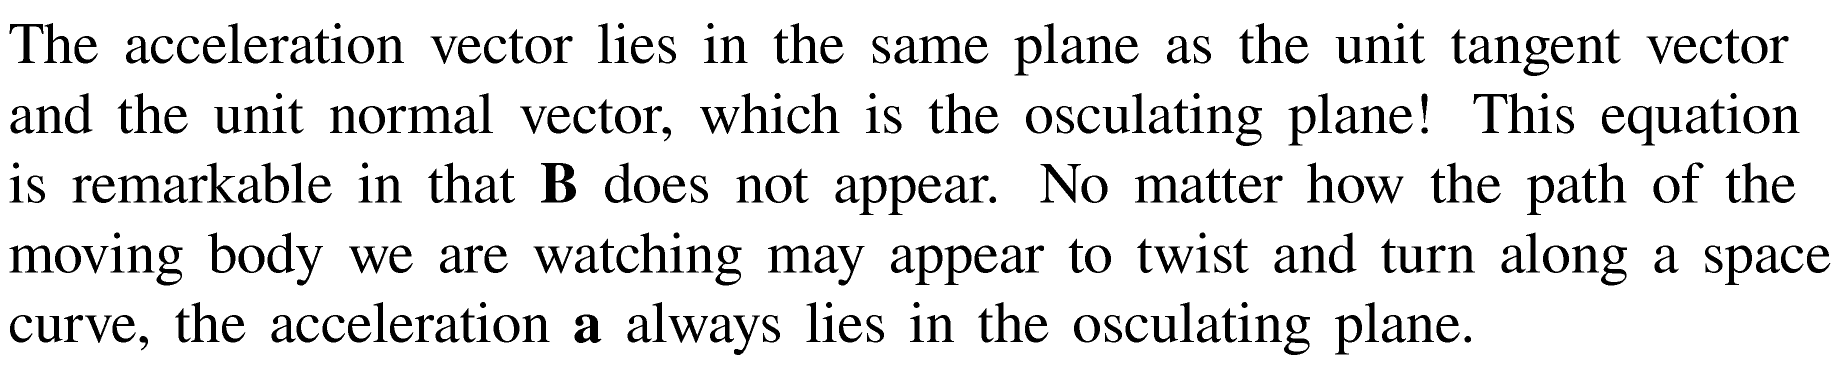 The acceleration vector lies in the same plane as the unit tangent vector
and the unit normal vector, which is the osculating plane! This equation
is remarkable in that B does not appear. No matter how the path of the
moving body we are watching may appear to twist and turn along a space
curve, the acceleration a always lies in the osculating plane.